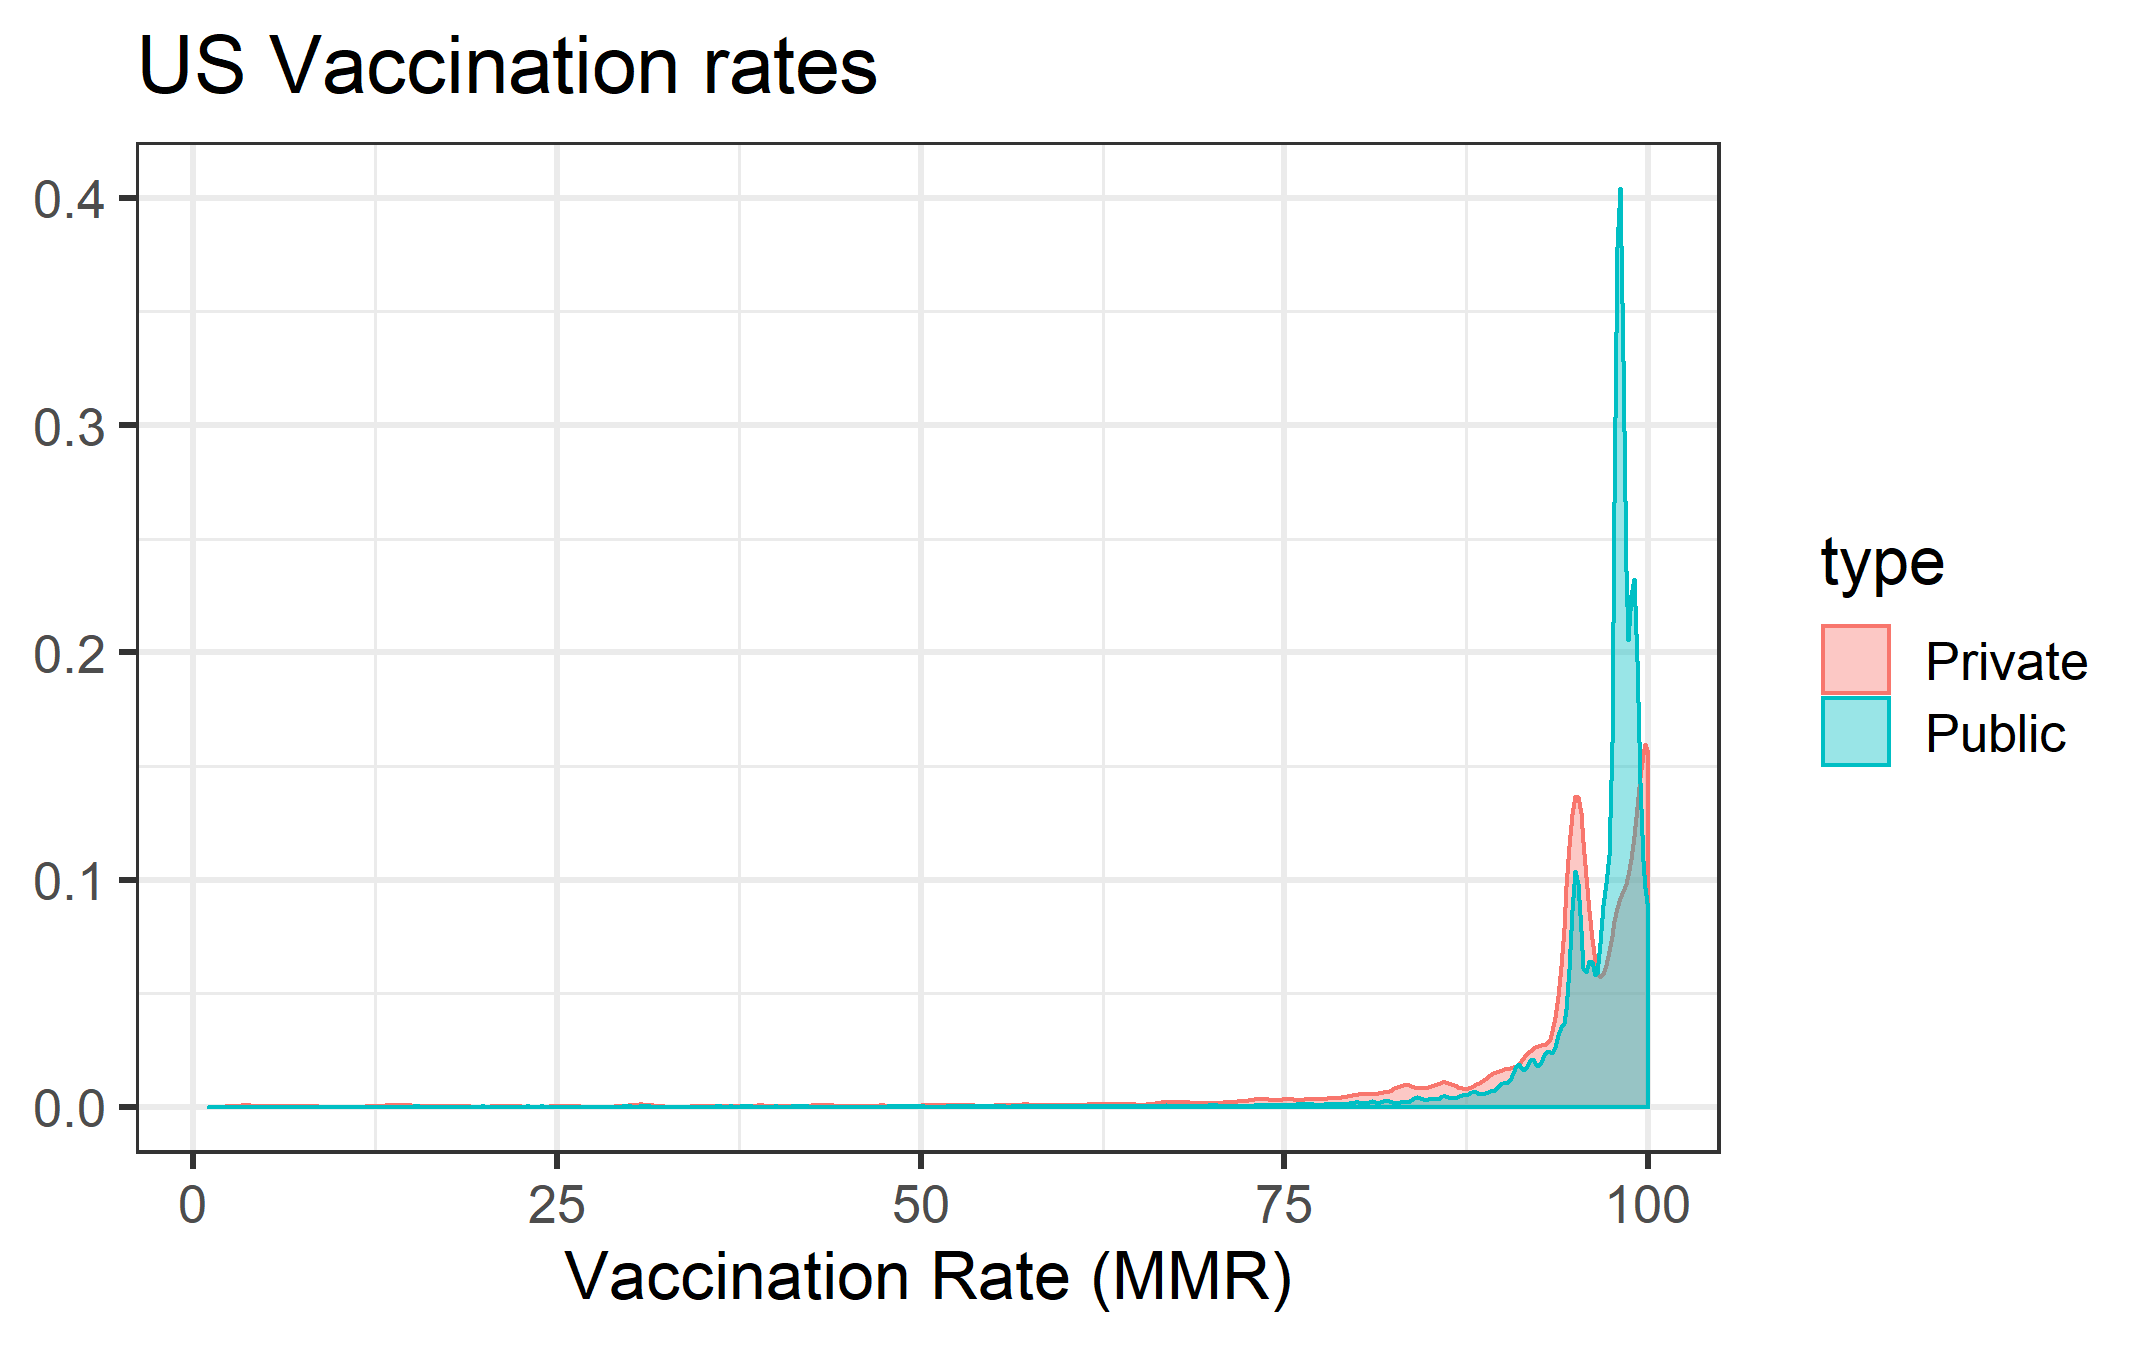 US Vaccination rates
0.4
0.3
0.2
0.1
0.0
0 25 50 75 100
Vaccination Rate (MMR)
type
Private
Public